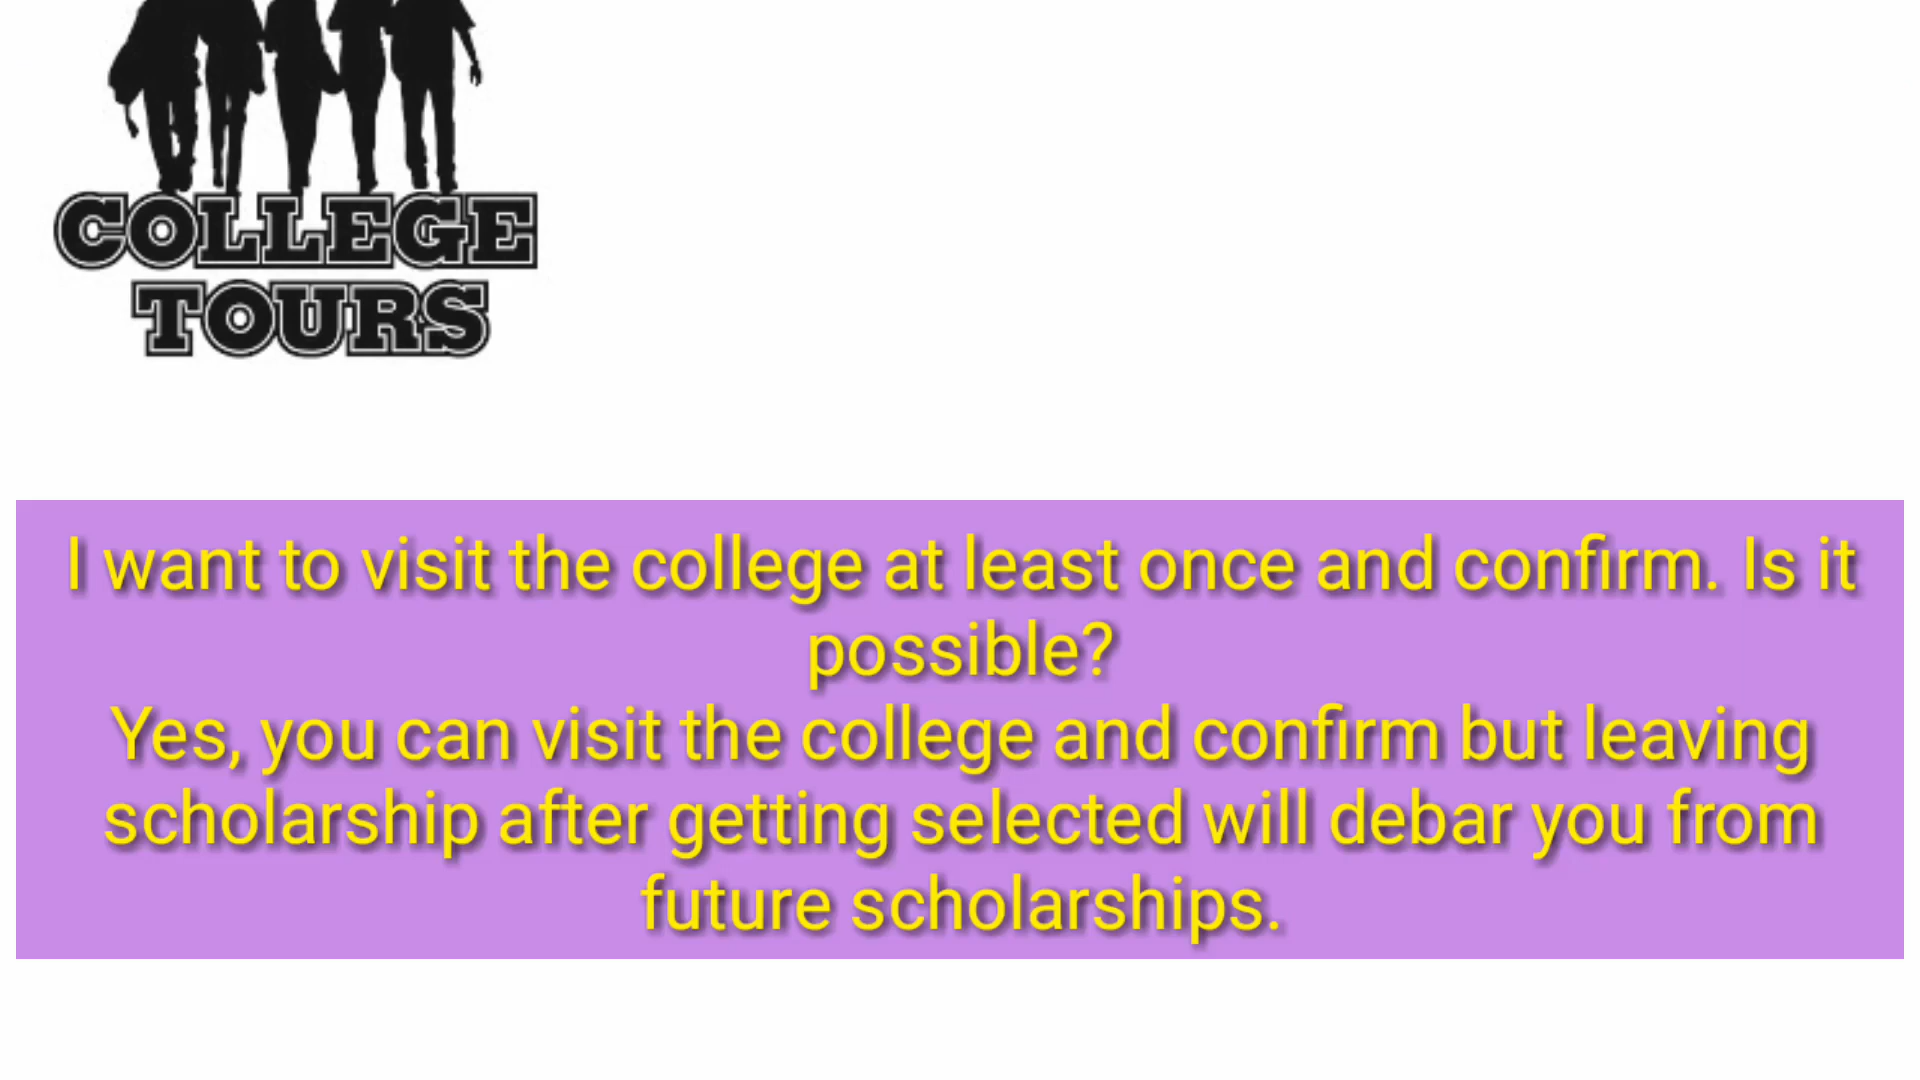 COLLEGE
TOURS
I want to visit the college at least once and confirm. Is it
possible?
Yes, you can visit the college and confirm but leaving
scholarship after getting selected will debar you from
future scholarships.